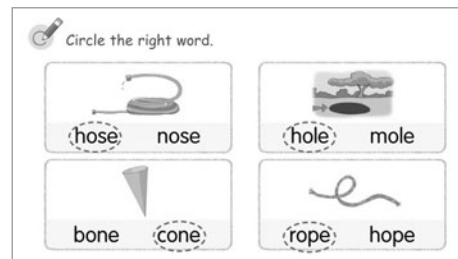 Circle the right word.
hose nose
hole mole
bone cone
rope hope